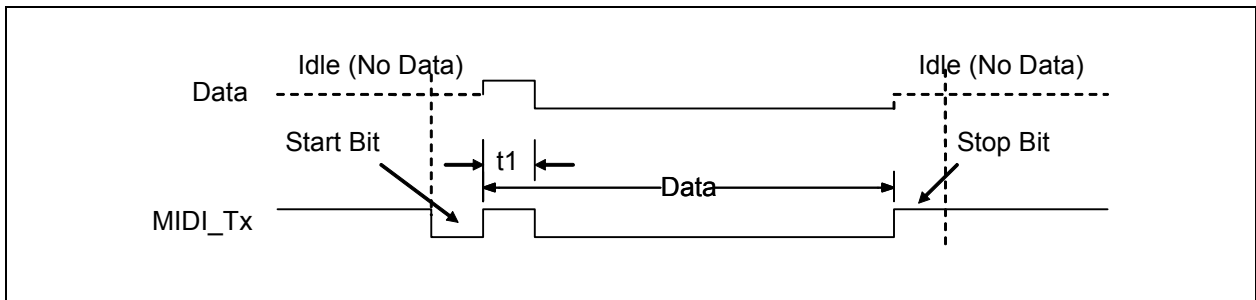 Idle (No Data) Idle (No Data)
Data
Start Bit t1 Stop Bit
Data
MIDI_Tx